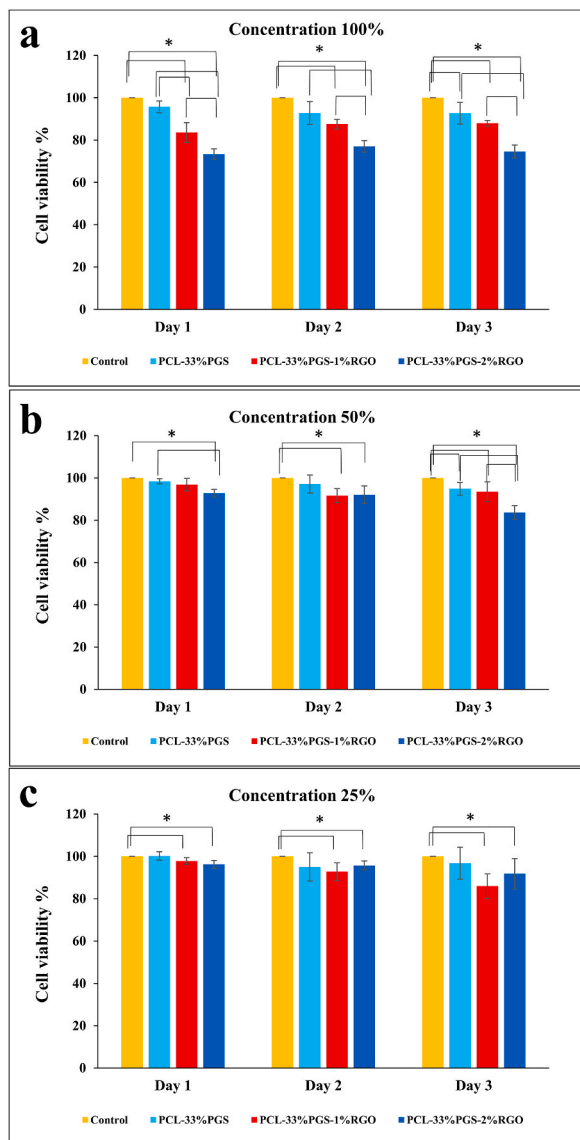 a
Concentration 100%
*
*
*
120
100
80
60
40
20
0
Cell viability %
Day 1
Day 2
Day 3
Control
PCL-33%PGS
PCL-33%PGS-1%RGO
PCL-33%PGS-2%RGO
b
Concentration 50%
*
*
*
120
100
80
60
40
20
0
Cell viability %
Day 1
Day 2
Day 3
Control
PCL-33%PGS
PCL-33%PGS-1%RGO
PCL-33%PGS-2%RGO
c
Concentration 25%
*
*
*
120
100
80
60
40
20
0
Cell viability %
Day 1
Day 2
Day 3
Control
PCL-33%PGS
PCL-33%PGS-1%RGO
PCL-33%PGS-2%RGO